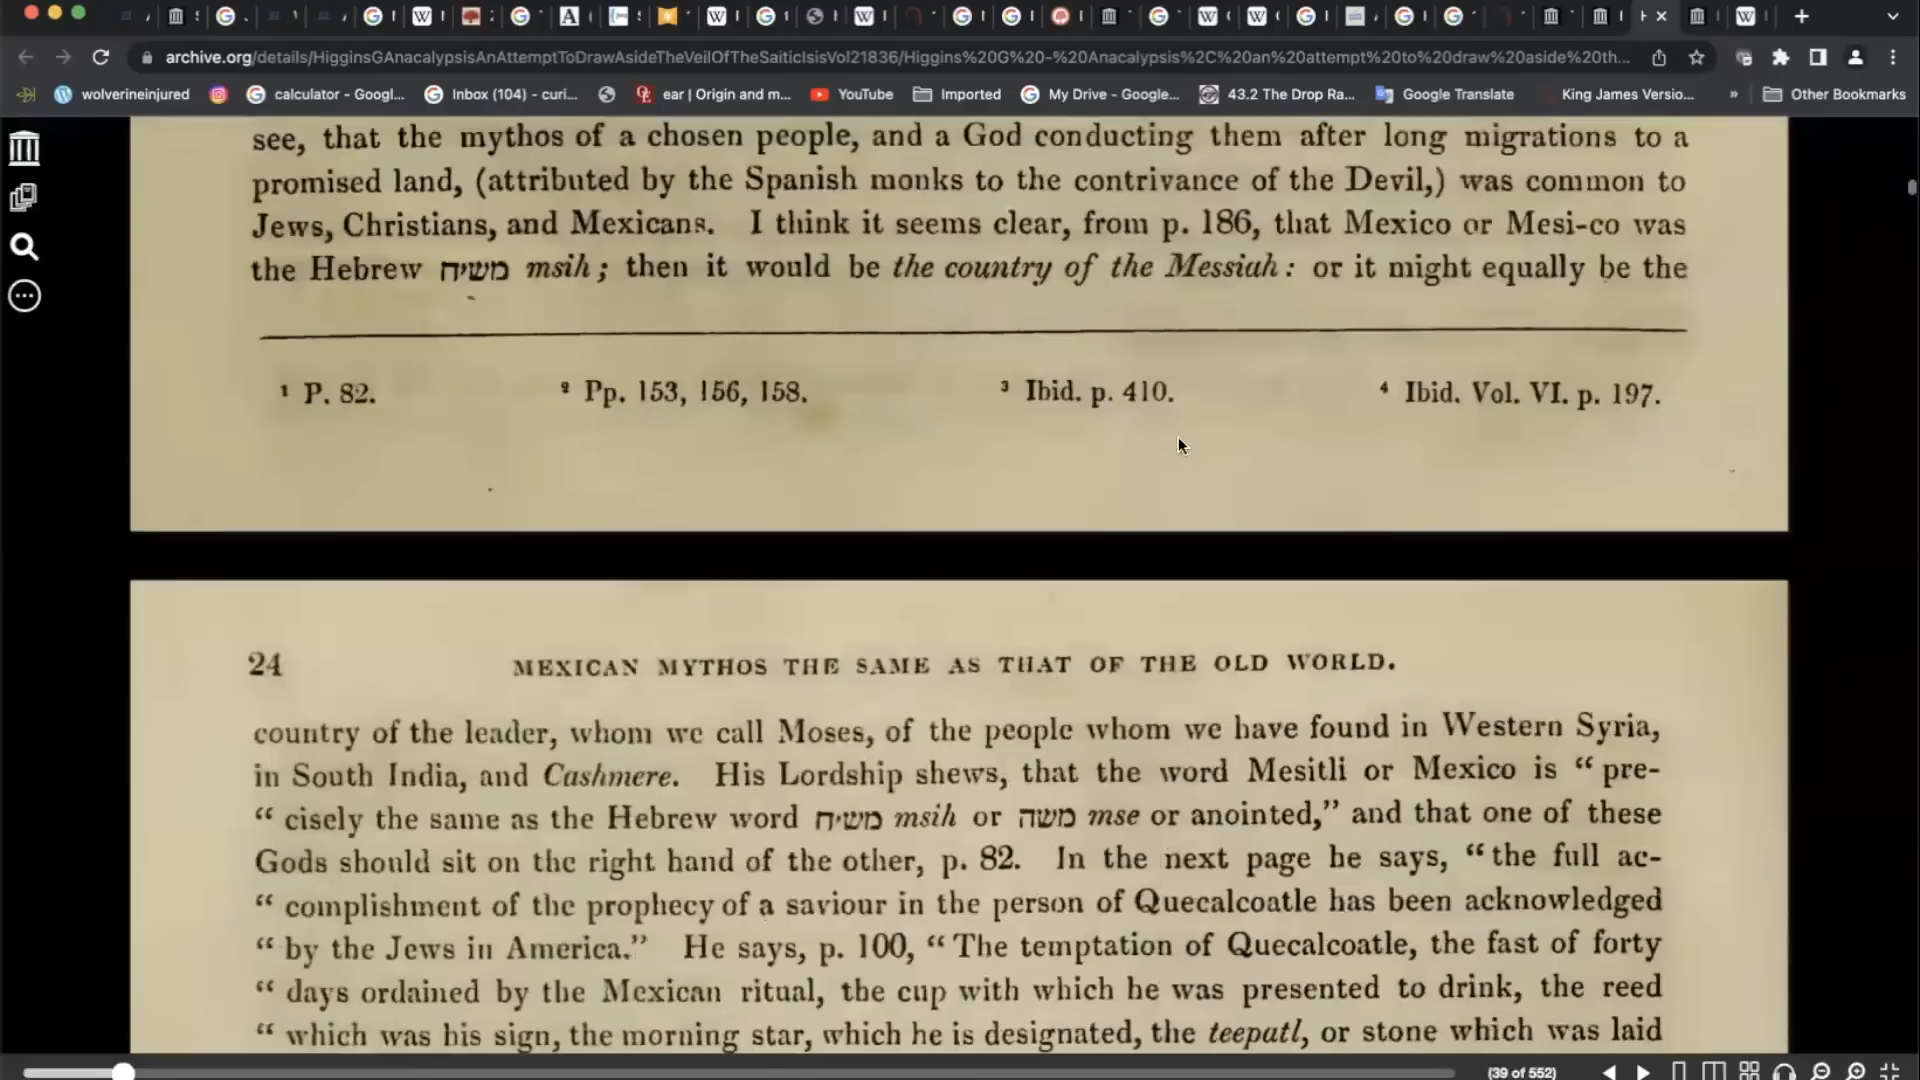 archive.org/details/HigginsGAnacalypsisAnAttemptToDrawAsideTheVeilOfTheSaiticIsisVol21836/Higgins%20G%20-%20Anacalypsis%2C%20an%20attempt%20to%20draw%20aside%20th...
wolverineinjured calculator - Googl... Inbox (104) - curi... ear | Origin and m... YouTube Imported My Drive - Google... 43.2 The Drop Ra... Google Translate King James Versio... » Other Bookmarks
see, that the mythos of a chosen people, and a God conducting them after long migrations to a
promised land, (attributed by the Spanish monks to the contrivance of the Devil,) was common to
Jews, Christians, and Mexicans. I think it seems clear, from p. 186, that Mexico or Mesi-co was
the Hebrew משיח msih; then it would be the country of the Messiah: or it might equally be the
¹ P. 82. ² Pp. 153, 156, 158. ³ Ibid. p. 410. ⁴ Ibid. Vol. VI. p. 197.
24 MEXICAN MYTHOS THE SAME AS THAT OF THE OLD WORLD.
country of the leader, whom we call Moses, of the people whom we have found in Western Syria,
in South India, and Cashmere. His Lordship shews, that the word Mesitli or Mexico is “ pre-
“ cisely the same as the Hebrew word משיח msih or משה mse or anointed,” and that one of these
Gods should sit on the right hand of the other, p. 82. In the next page he says, “ the full ac-
“ complishment of the prophecy of a saviour in the person of Quecalcoatle has been acknowledged
“ by the Jews in America.” He says, p. 100, “ The temptation of Quecalcoatle, the fast of forty
“ days ordained by the Mexican ritual, the cup with which he was presented to drink, the reed
“ which was his sign, the morning star, which he is designated, the teepatl, or stone which was laid
(39 of 552)